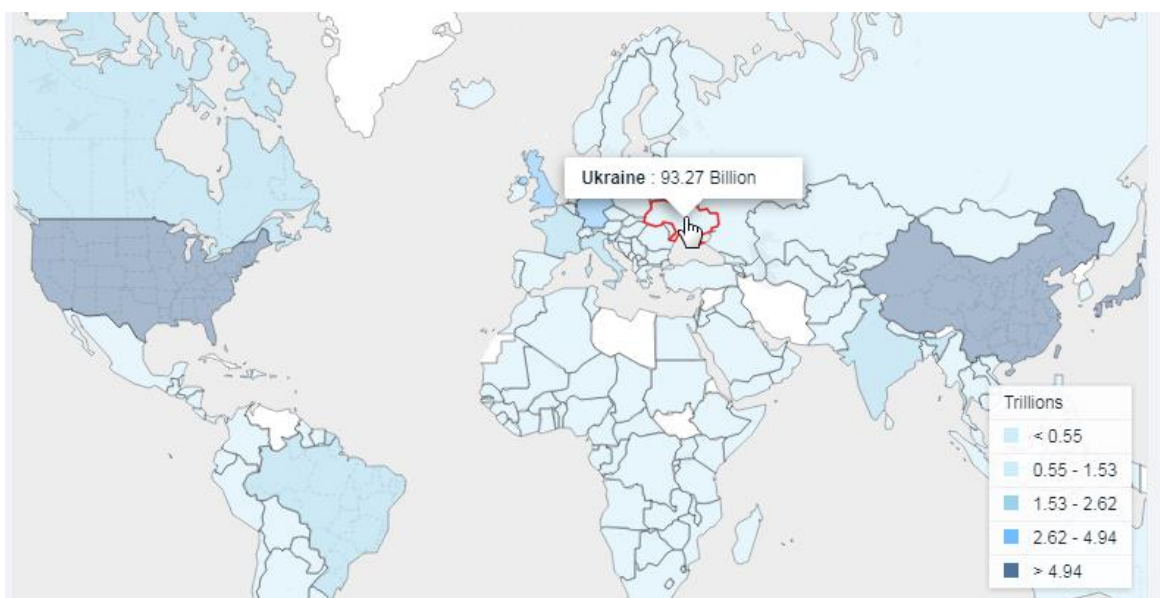 Ukraine : 93.27 Billion
Trillions
< 0.55
0.55 - 1.53
1.53 - 2.62
2.62 - 4.94
> 4.94